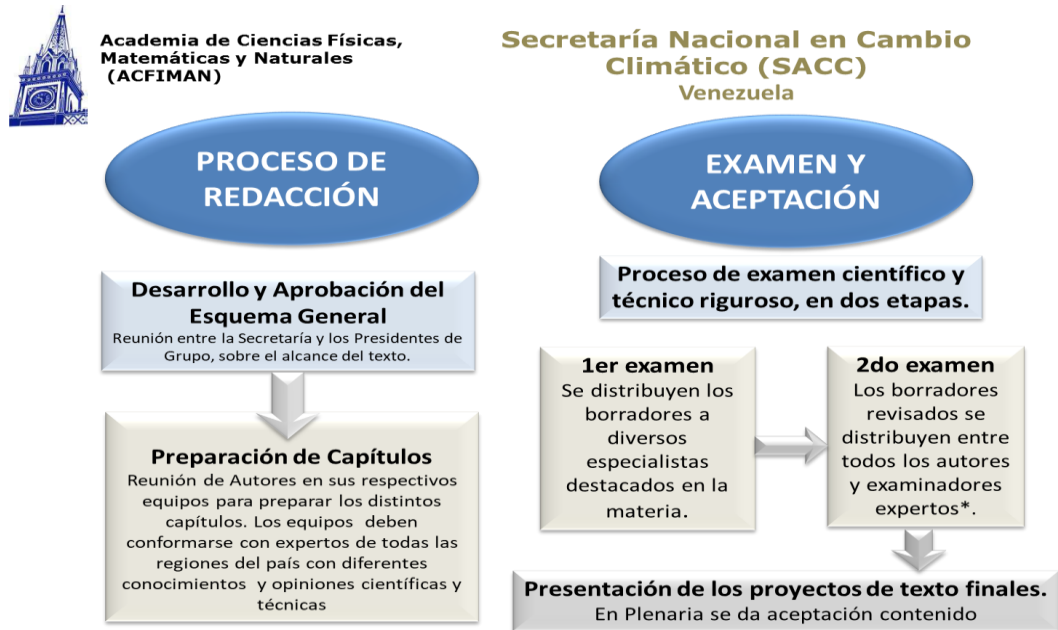 Academia de Ciencias Físicas,
Matemáticas y Naturales
(ACFIMAN)
Secretaría Nacional en Cambio
Climático (SACC)
Venezuela
PROCESO DE
REDACCIÓN
Desarrollo y Aprobación del
Esquema General
Reunión entre la Secretaría y los Presidentes de
Grupo, sobre el alcance del texto.
Preparación de Capítulos
Reunión de Autores en sus respectivos
equipos para preparar los distintos
capítulos. Los equipos deben
conformarse con expertos de todas las
regiones del país con diferentes
conocimientos y opiniones científicas y
técnicas
EXAMEN Y
ACEPTACIÓN
Proceso de examen científico y
técnico riguroso, en dos etapas.
1er examen
Se distribuyen los
borradores a
diversos
especialistas
destacados en la
materia.
2do examen
Los borradores
revisados se
distribuyen entre
todos los autores
y examinadores
expertos*.
Presentación de los proyectos de texto finales.
En Plenaria se da aceptación contenido